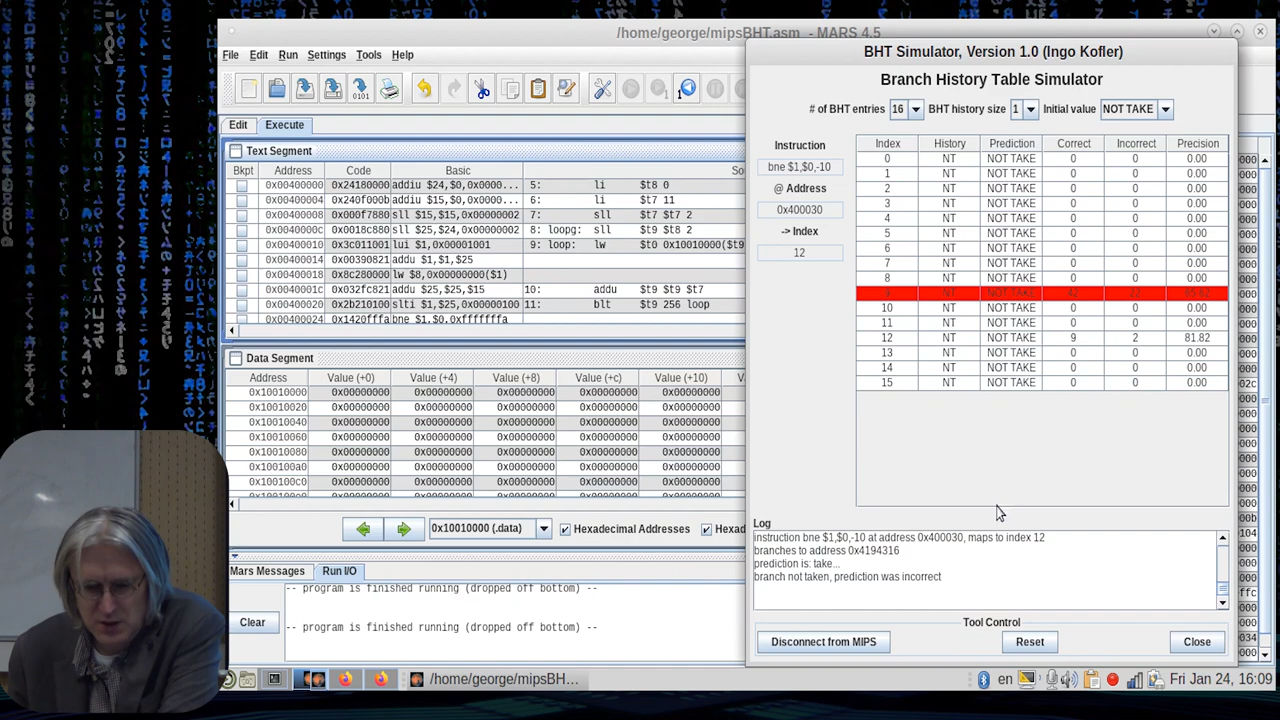 /home/george/mipsBHT.asm - MARS 4.5
File Edit Run Settings Tools Help
Edit Execute
Text Segment
Bkpt Address Code Basic
0x00400000 0x24180000 addiu $24,$0,0x0000... 5: li $t8 0
0x00400004 0x240f000b addiu $15,$0,0x0000... 6: li $t7 11
0x00400008 0x000f7880 sll $15,$15,0x00000002 7: sll $t7 $t7 2
0x0040000c 0x0018c880 sll $25,$24,0x00000002 8: loopg: sll $t9 $t8 2
0x00400010 0x3c011001 lui $1,0x00001001 9: loop: lw $t0 0x10010000($t9
0x00400014 0x00390821 addu $1,$1,$25
0x00400018 0x8c280000 lw $8,0x00000000($1)
0x0040001c 0x032fc821 addu $25,$25,$15 10: addu $t9 $t9 $t7
0x00400020 0x2b210100 slti $1,$25,0x00000100 11: blt $t9 256 loop
0x00400024 0x1420fffa bne $1,$0,0xfffffffa
Data Segment
Address Value (+0) Value (+4) Value (+8) Value (+c) Value (+10)
0x10010000 0x00000000 0x00000000 0x00000000 0x00000000 0x00000000
0x10010020 0x00000000 0x00000000 0x00000000 0x00000000 0x00000000
0x10010040 0x00000000 0x00000000 0x00000000 0x00000000 0x00000000
0x10010060 0x00000000 0x00000000 0x00000000 0x00000000 0x00000000
0x10010080 0x00000000 0x00000000 0x00000000 0x00000000 0x00000000
0x100100a0 0x00000000 0x00000000 0x00000000 0x00000000 0x00000000
0x100100c0 0x00000000 0x00000000 0x00000000 0x00000000 0x00000000
0x10010000 (.data) Hexadecimal Addresses
Mars Messages Run I/O
-- program is finished running (dropped off bottom) --
Clear
-- program is finished running (dropped off bottom) --
BHT Simulator, Version 1.0 (Ingo Kofler)
Branch History Table Simulator
# of BHT entries 16 BHT history size 1 Initial value NOT TAKE
Instruction
bne $1,$0,-10
@ Address
0x400030
-> Index
12
Index History Prediction Correct Incorrect Precision
0 NT NOT TAKE 0 0 0.00
1 NT NOT TAKE 0 0 0.00
2 NT NOT TAKE 0 0 0.00
3 NT NOT TAKE 0 0 0.00
4 NT NOT TAKE 0 0 0.00
5 NT NOT TAKE 0 0 0.00
6 NT NOT TAKE 0 0 0.00
7 NT NOT TAKE 0 0 0.00
8 NT NOT TAKE 0 0 0.00
NT NOT TAKE
10 NT NOT TAKE 0 0 0.00
11 NT NOT TAKE 0 0 0.00
12 NT NOT TAKE 9 2 81.82
13 NT NOT TAKE 0 0 0.00
14 NT NOT TAKE 0 0 0.00
15 NT NOT TAKE 0 0 0.00
Log
instruction bne $1,$0,-10 at address 0x400030, maps to index 12
branches to address 0x4194316
prediction is: take...
branch not taken, prediction was incorrect
Tool Control
Disconnect from MIPS Reset Close
/home/george/mipsBH... en Fri Jan 24, 16:09